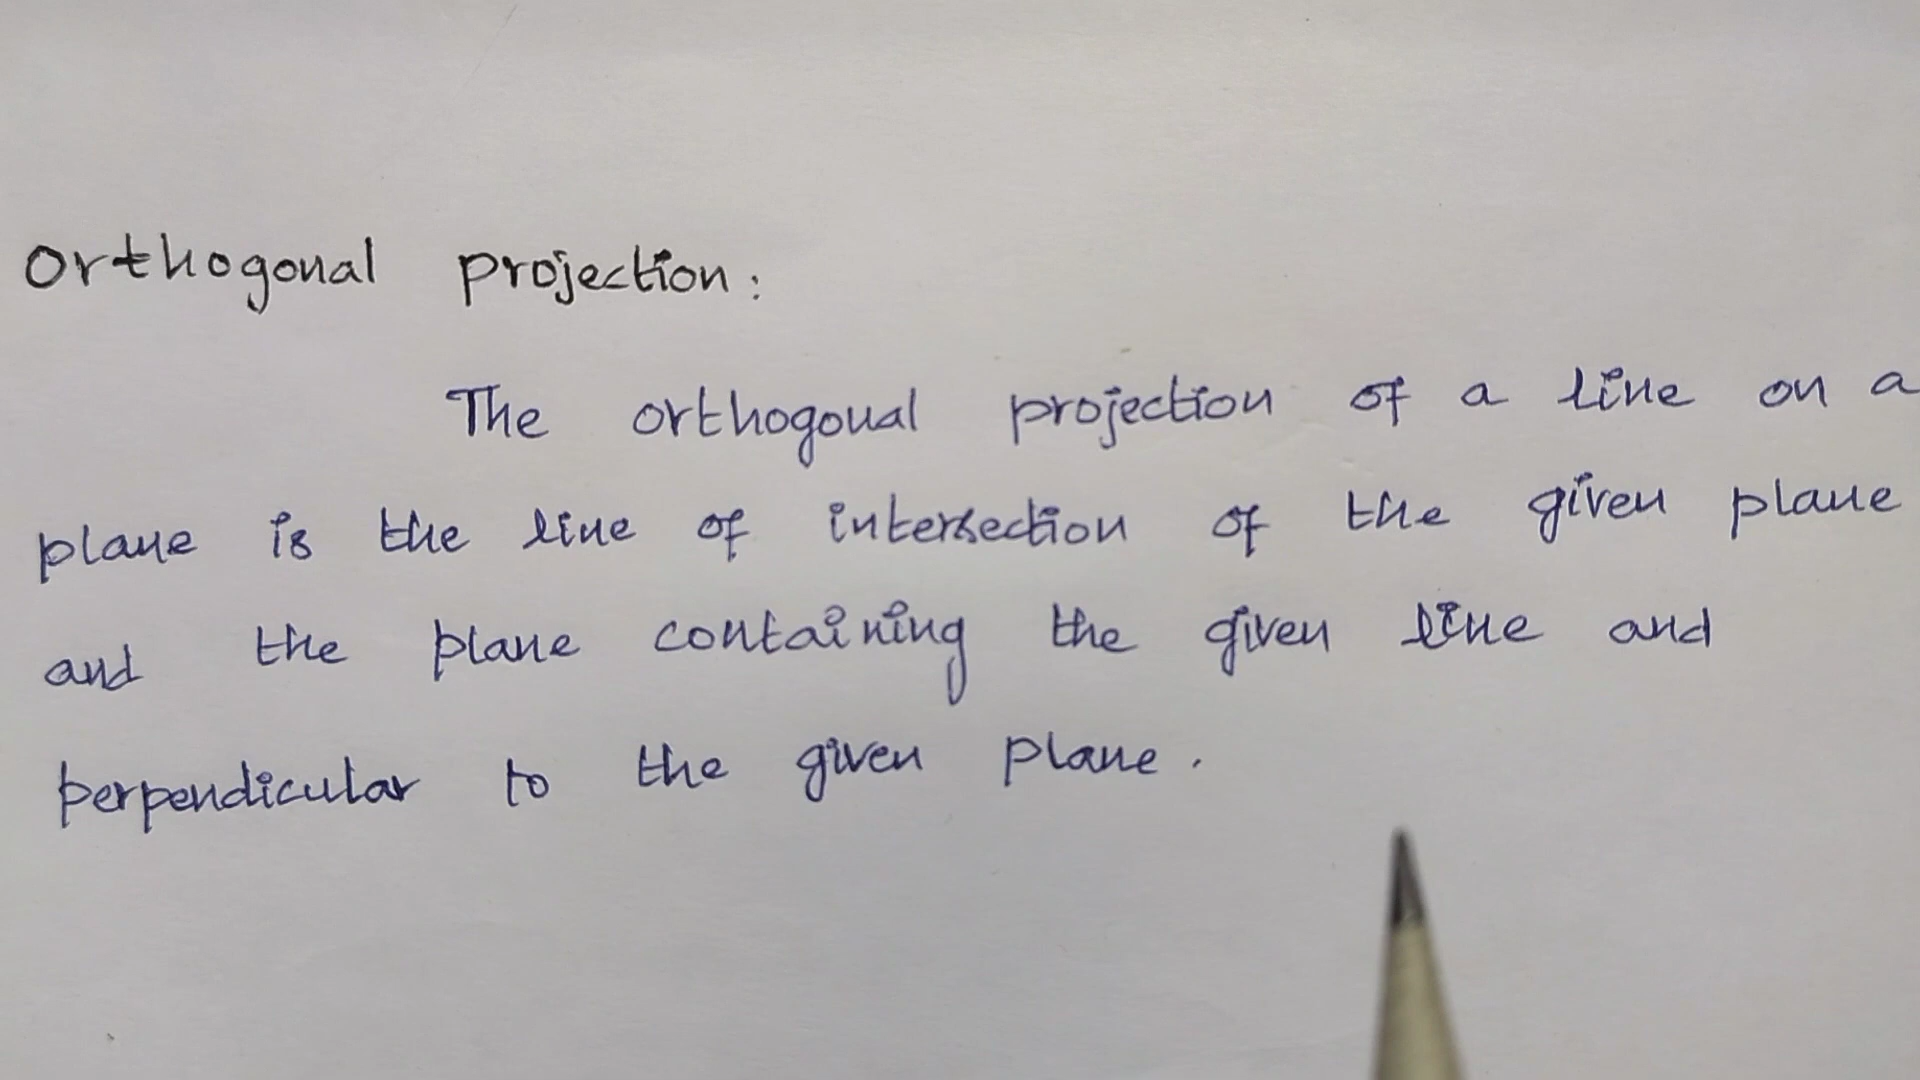 Orthogonal projection:
The orthogonal projection of a line on a
plane is the line of intersection of the given plane
and the plane containing the given line and
perpendicular to the given plane.